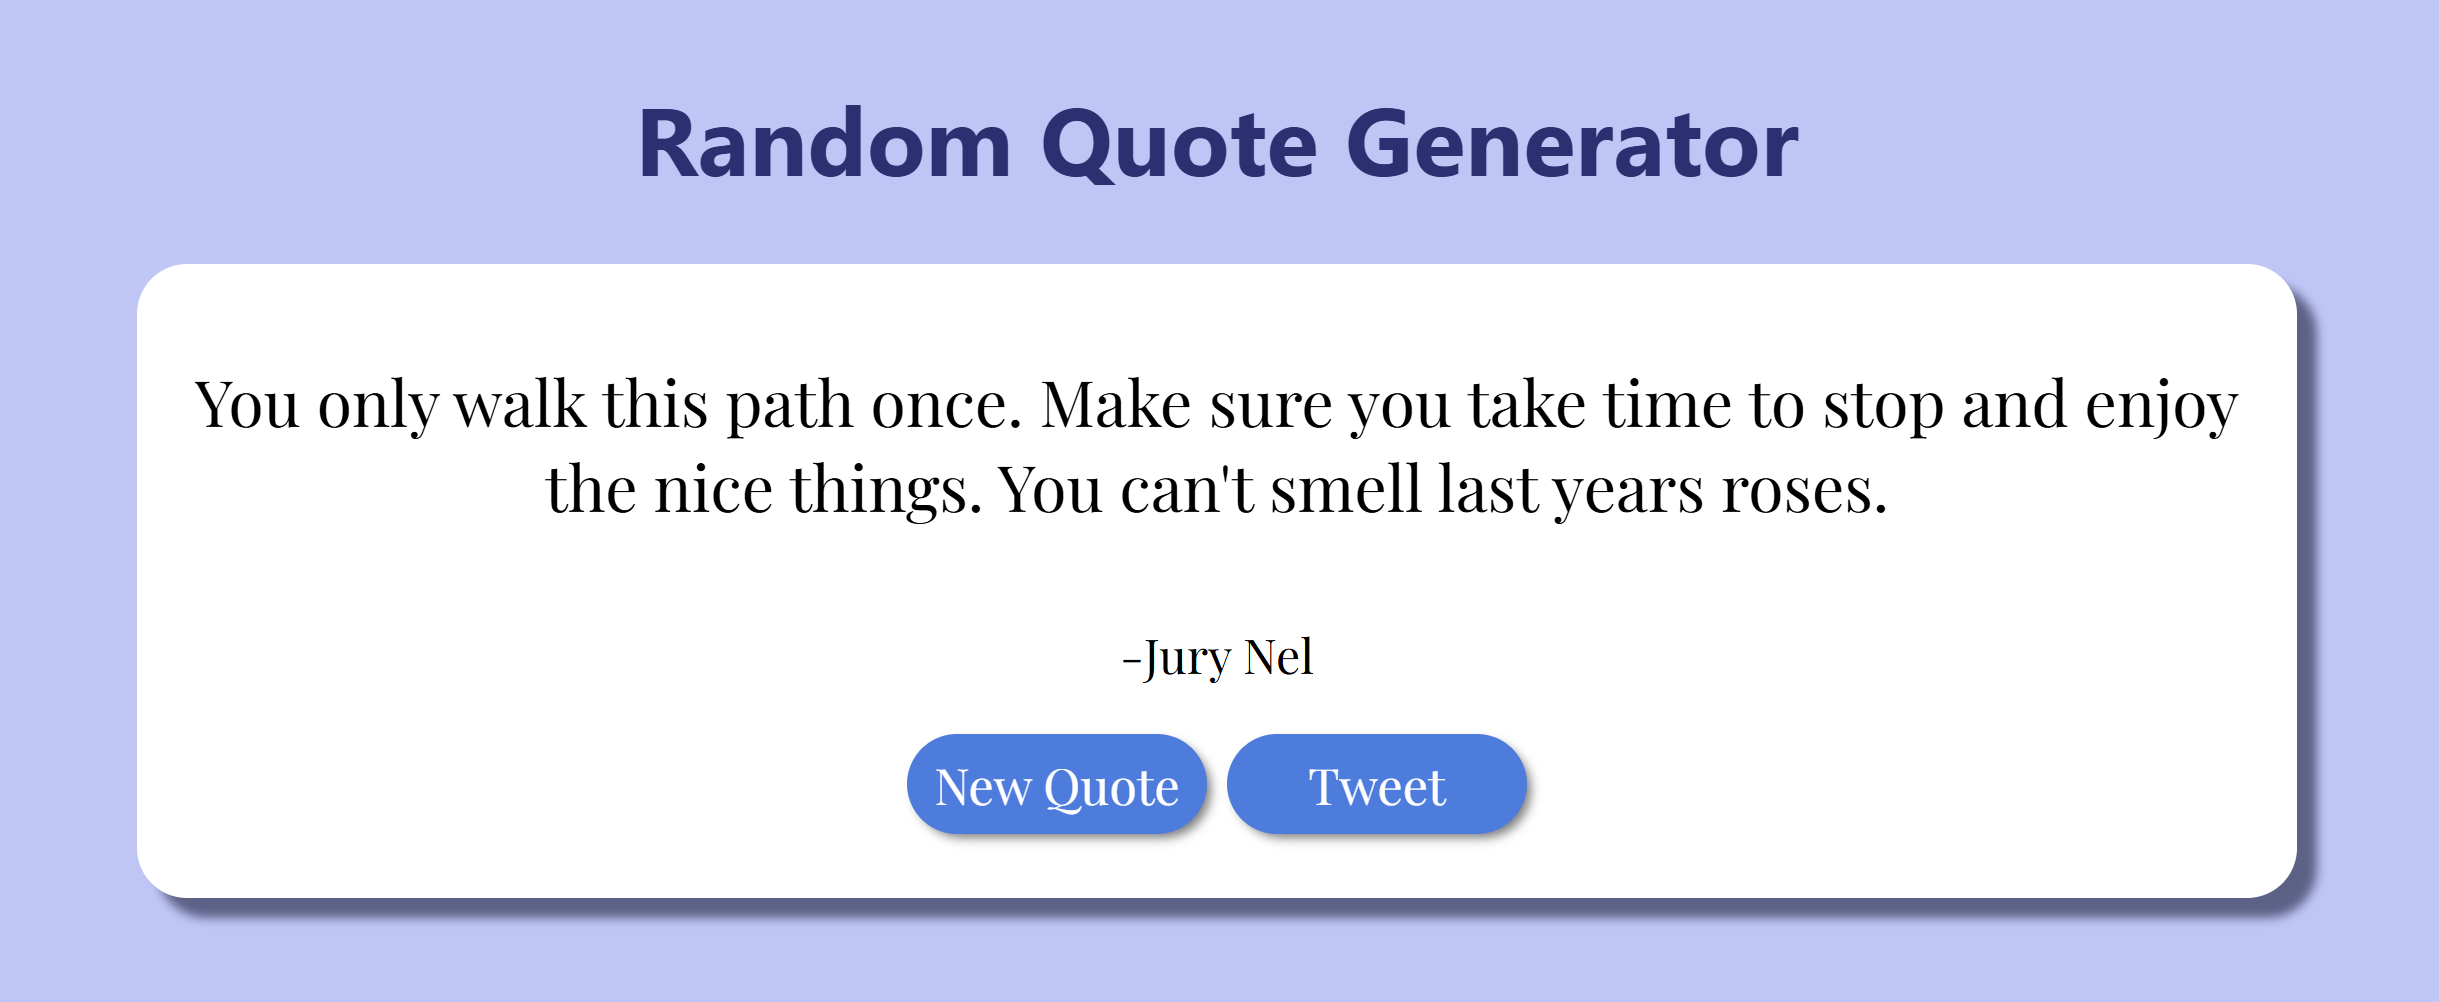 Random Quote Generator
You only walk this path once. Make sure you take time to stop and enjoy
the nice things. You can't smell last years roses.
-Jury Nel
New Quote
Tweet